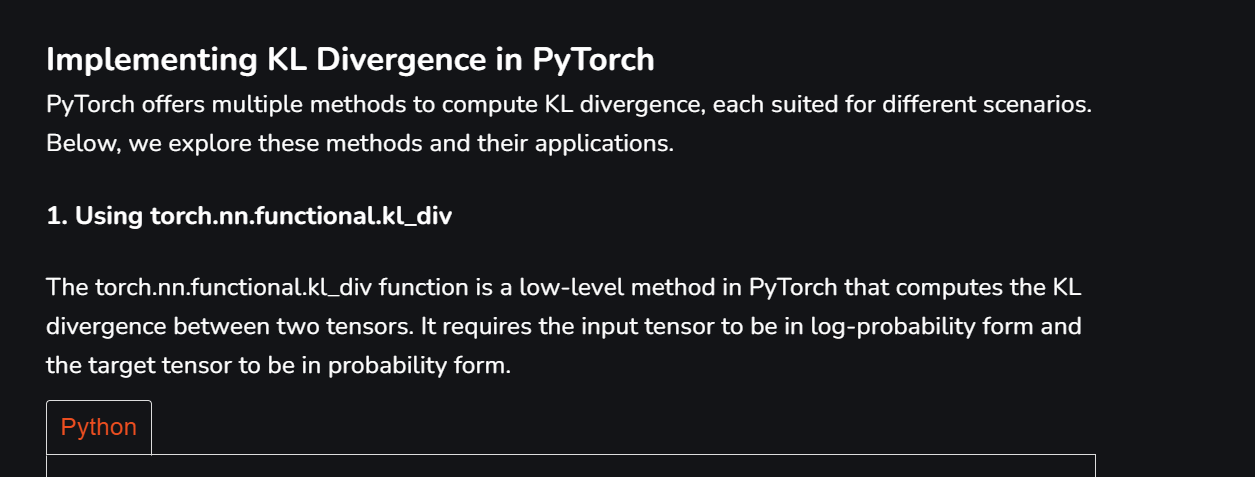 Implementing KL Divergence in PyTorch
PyTorch offers multiple methods to compute KL divergence, each suited for different scenarios.
Below, we explore these methods and their applications.
1. Using torch.nn.functional.kl_div
The torch.nn.functional.kl_div function is a low-level method in PyTorch that computes the KL
divergence between two tensors. It requires the input tensor to be in log-probability form and
the target tensor to be in probability form.
Python